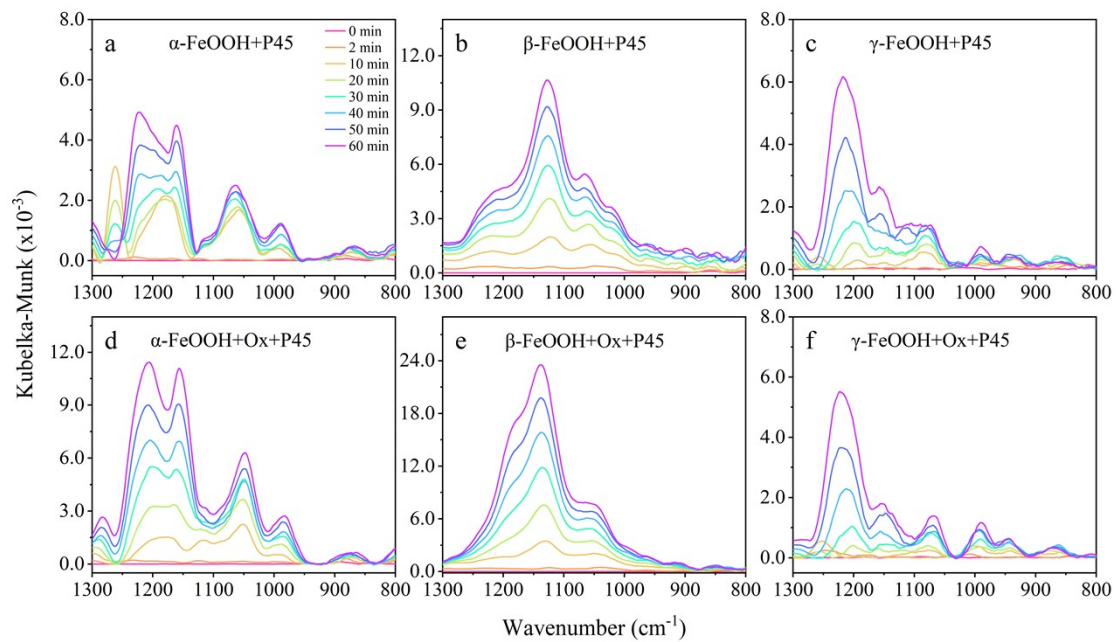 a
α-FeOOH+P45
0 min
2 min
10 min
20 min
30 min
40 min
50 min
60 min
8.0
6.0
4.0
2.0
0.0
1300 1200 1100 1000 900 800
b
β-FeOOH+P45
12.0
9.0
6.0
3.0
0.0
1300 1200 1100 1000 900 800
c
γ-FeOOH+P45
8.0
6.0
4.0
2.0
0.0
1300 1200 1100 1000 900 800
d
α-FeOOH+Ox+P45
12.0
9.0
6.0
3.0
0.0
1300 1200 1100 1000 900 800
e
β-FeOOH+Ox+P45
24.0
18.0
12.0
6.0
0.0
1300 1200 1100 1000 900 800
f
γ-FeOOH+Ox+P45
8.0
6.0
4.0
2.0
0.0
1300 1200 1100 1000 900 800
Kubelka-Munk (x10⁻³)
Wavenumber (cm⁻¹)